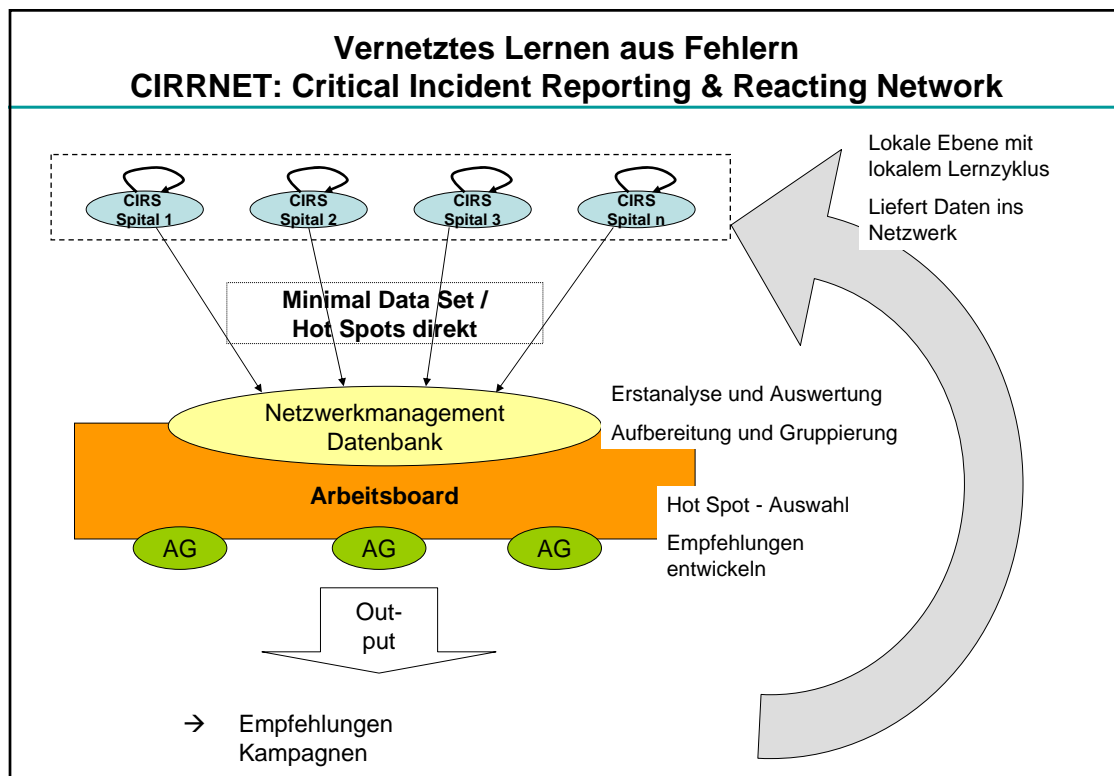 Vernetztes Lernen aus Fehlern
CIRRNET: Critical Incident Reporting & Reacting Network
Lokale Ebene mit
lokalem Lernzyklus
Liefert Daten ins
Netzwerk
CIRS
Spital 1
CIRS
Spital 2
CIRS
Spital 3
CIRS
Spital n
Minimal Data Set /
Hot Spots direkt
Netzwerkmanagement
Datenbank
Erstanalyse und Auswertung
Aufbereitung und Gruppierung
Arbeitsboard
Hot Spot - Auswahl
Empfehlungen
entwickeln
AG
AG
AG
Out-
put
→ Empfehlungen
Kampagnen